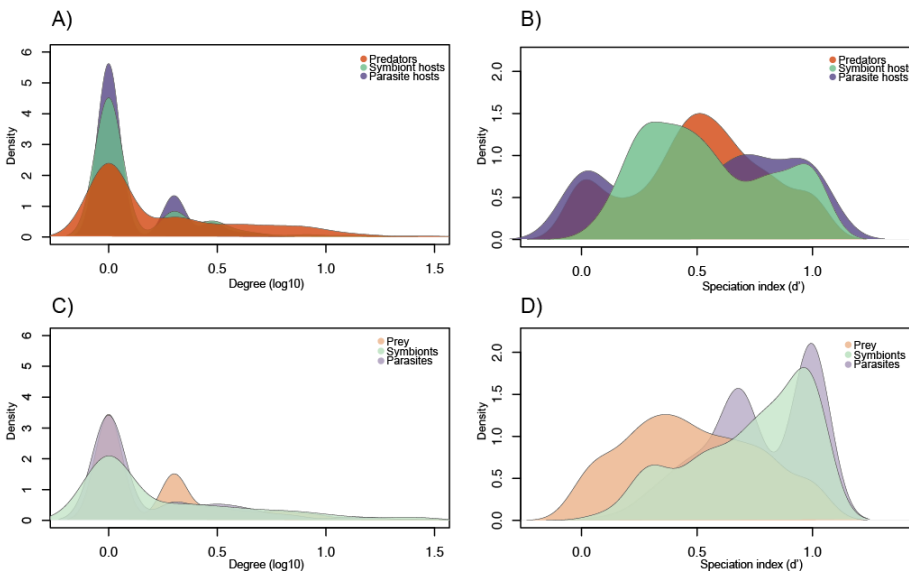 A)
Predators
Symbiont hosts
Parasite hosts
Density
0 1 2 3 4 5 6
0.0 0.5 1.0 1.5
Degree (log10)
B)
Predators
Symbiont hosts
Parasite hosts
Density
0.0 0.5 1.0 1.5 2.0
0.0 0.5 1.0
Speciation index (d')
C)
Prey
Symbionts
Parasites
Density
0 1 2 3 4 5 6
0.0 0.5 1.0 1.5
Degree (log10)
D)
Prey
Symbionts
Parasites
Density
0.0 0.5 1.0 1.5 2.0
0.0 0.5 1.0
Speciation index (d')